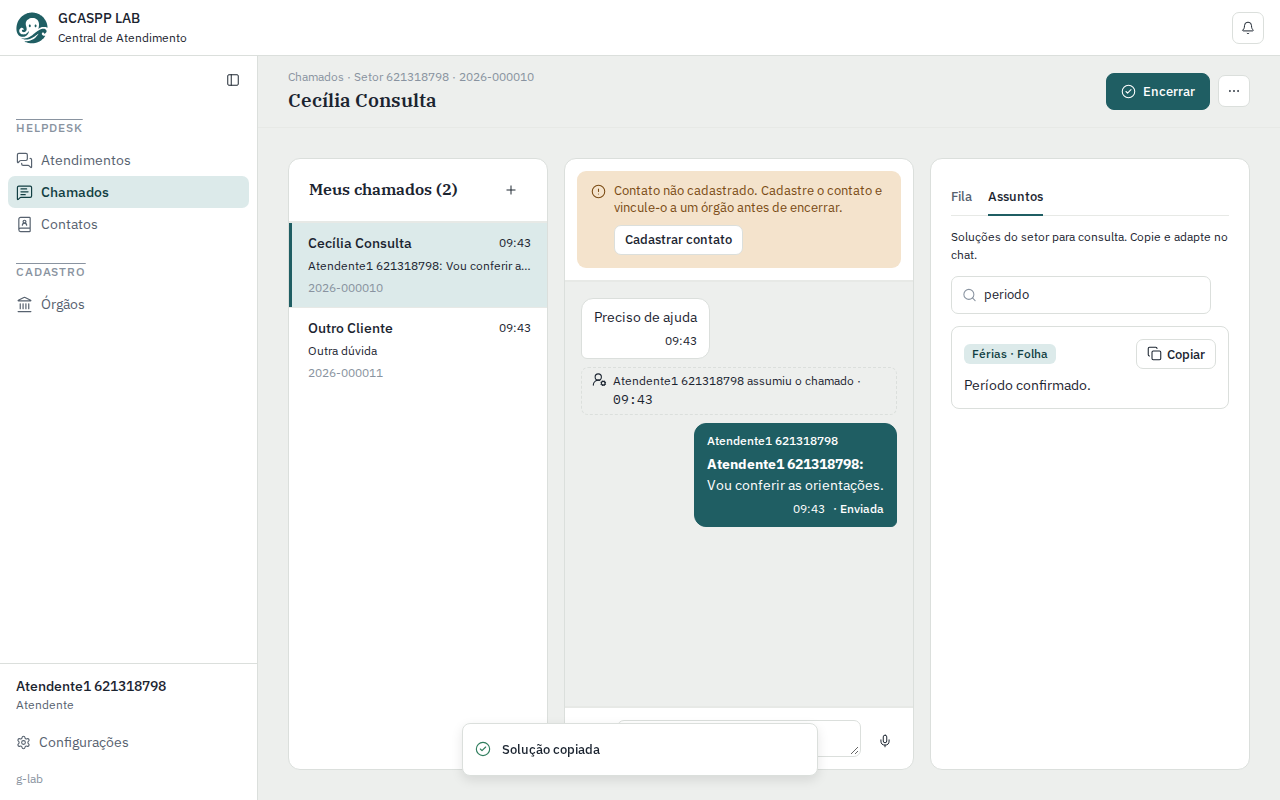 GCASPP LAB
Central de Atendimento
HELPDESK
Atendimentos
Chamados
Contatos
CADASTRO
Órgãos
Atendente1 621318798
Atendente
Configurações
g-lab
Chamados · Setor 621318798 · 2026-000010
Cecília Consulta
Encerrar
Meus chamados (2)
Cecília Consulta 09:43
Atendente1 621318798: Vou conferir a...
2026-000010
Outro Cliente 09:43
Outra dúvida
2026-000011
Contato não cadastrado. Cadastre o contato e
vincule-o a um órgão antes de encerrar.
Cadastrar contato
Preciso de ajuda
09:43
Atendente1 621318798 assumiu o chamado ·
09:43
Atendente1 621318798
Atendente1 621318798:
Vou conferir as orientações.
09:43 · Enviada
Solução copiada
Fila Assuntos
Soluções do setor para consulta. Copie e adapte no
chat.
periodo
Férias · Folha Copiar
Período confirmado.